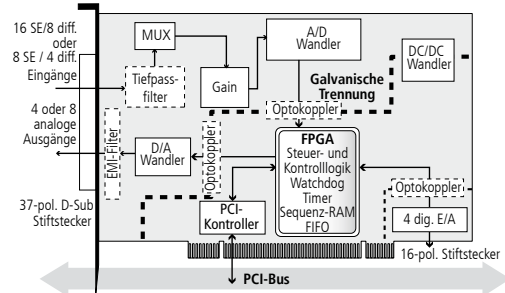 16 SE/8 diff.
oder
8 SE / 4 diff.
Eingänge
4 oder 8
analoge
Ausgänge
37-pol. D-Sub
Stiftstecker
MUX
Tiefpass-
filter
Gain
A/D
Wandler
DC/DC
Wandler
Galvanische
Trennung
Optokoppler
EMI-Filter
D/A
Wandler
Optokoppler
FPGA
Steuer- und
Kontrolllogik
Watchdog
Timer
Sequenz-RAM
FIFO
PCI-
Kontroller
Optokoppler
4 dig. E/A
16-pol. Stiftstecker
PCI-Bus